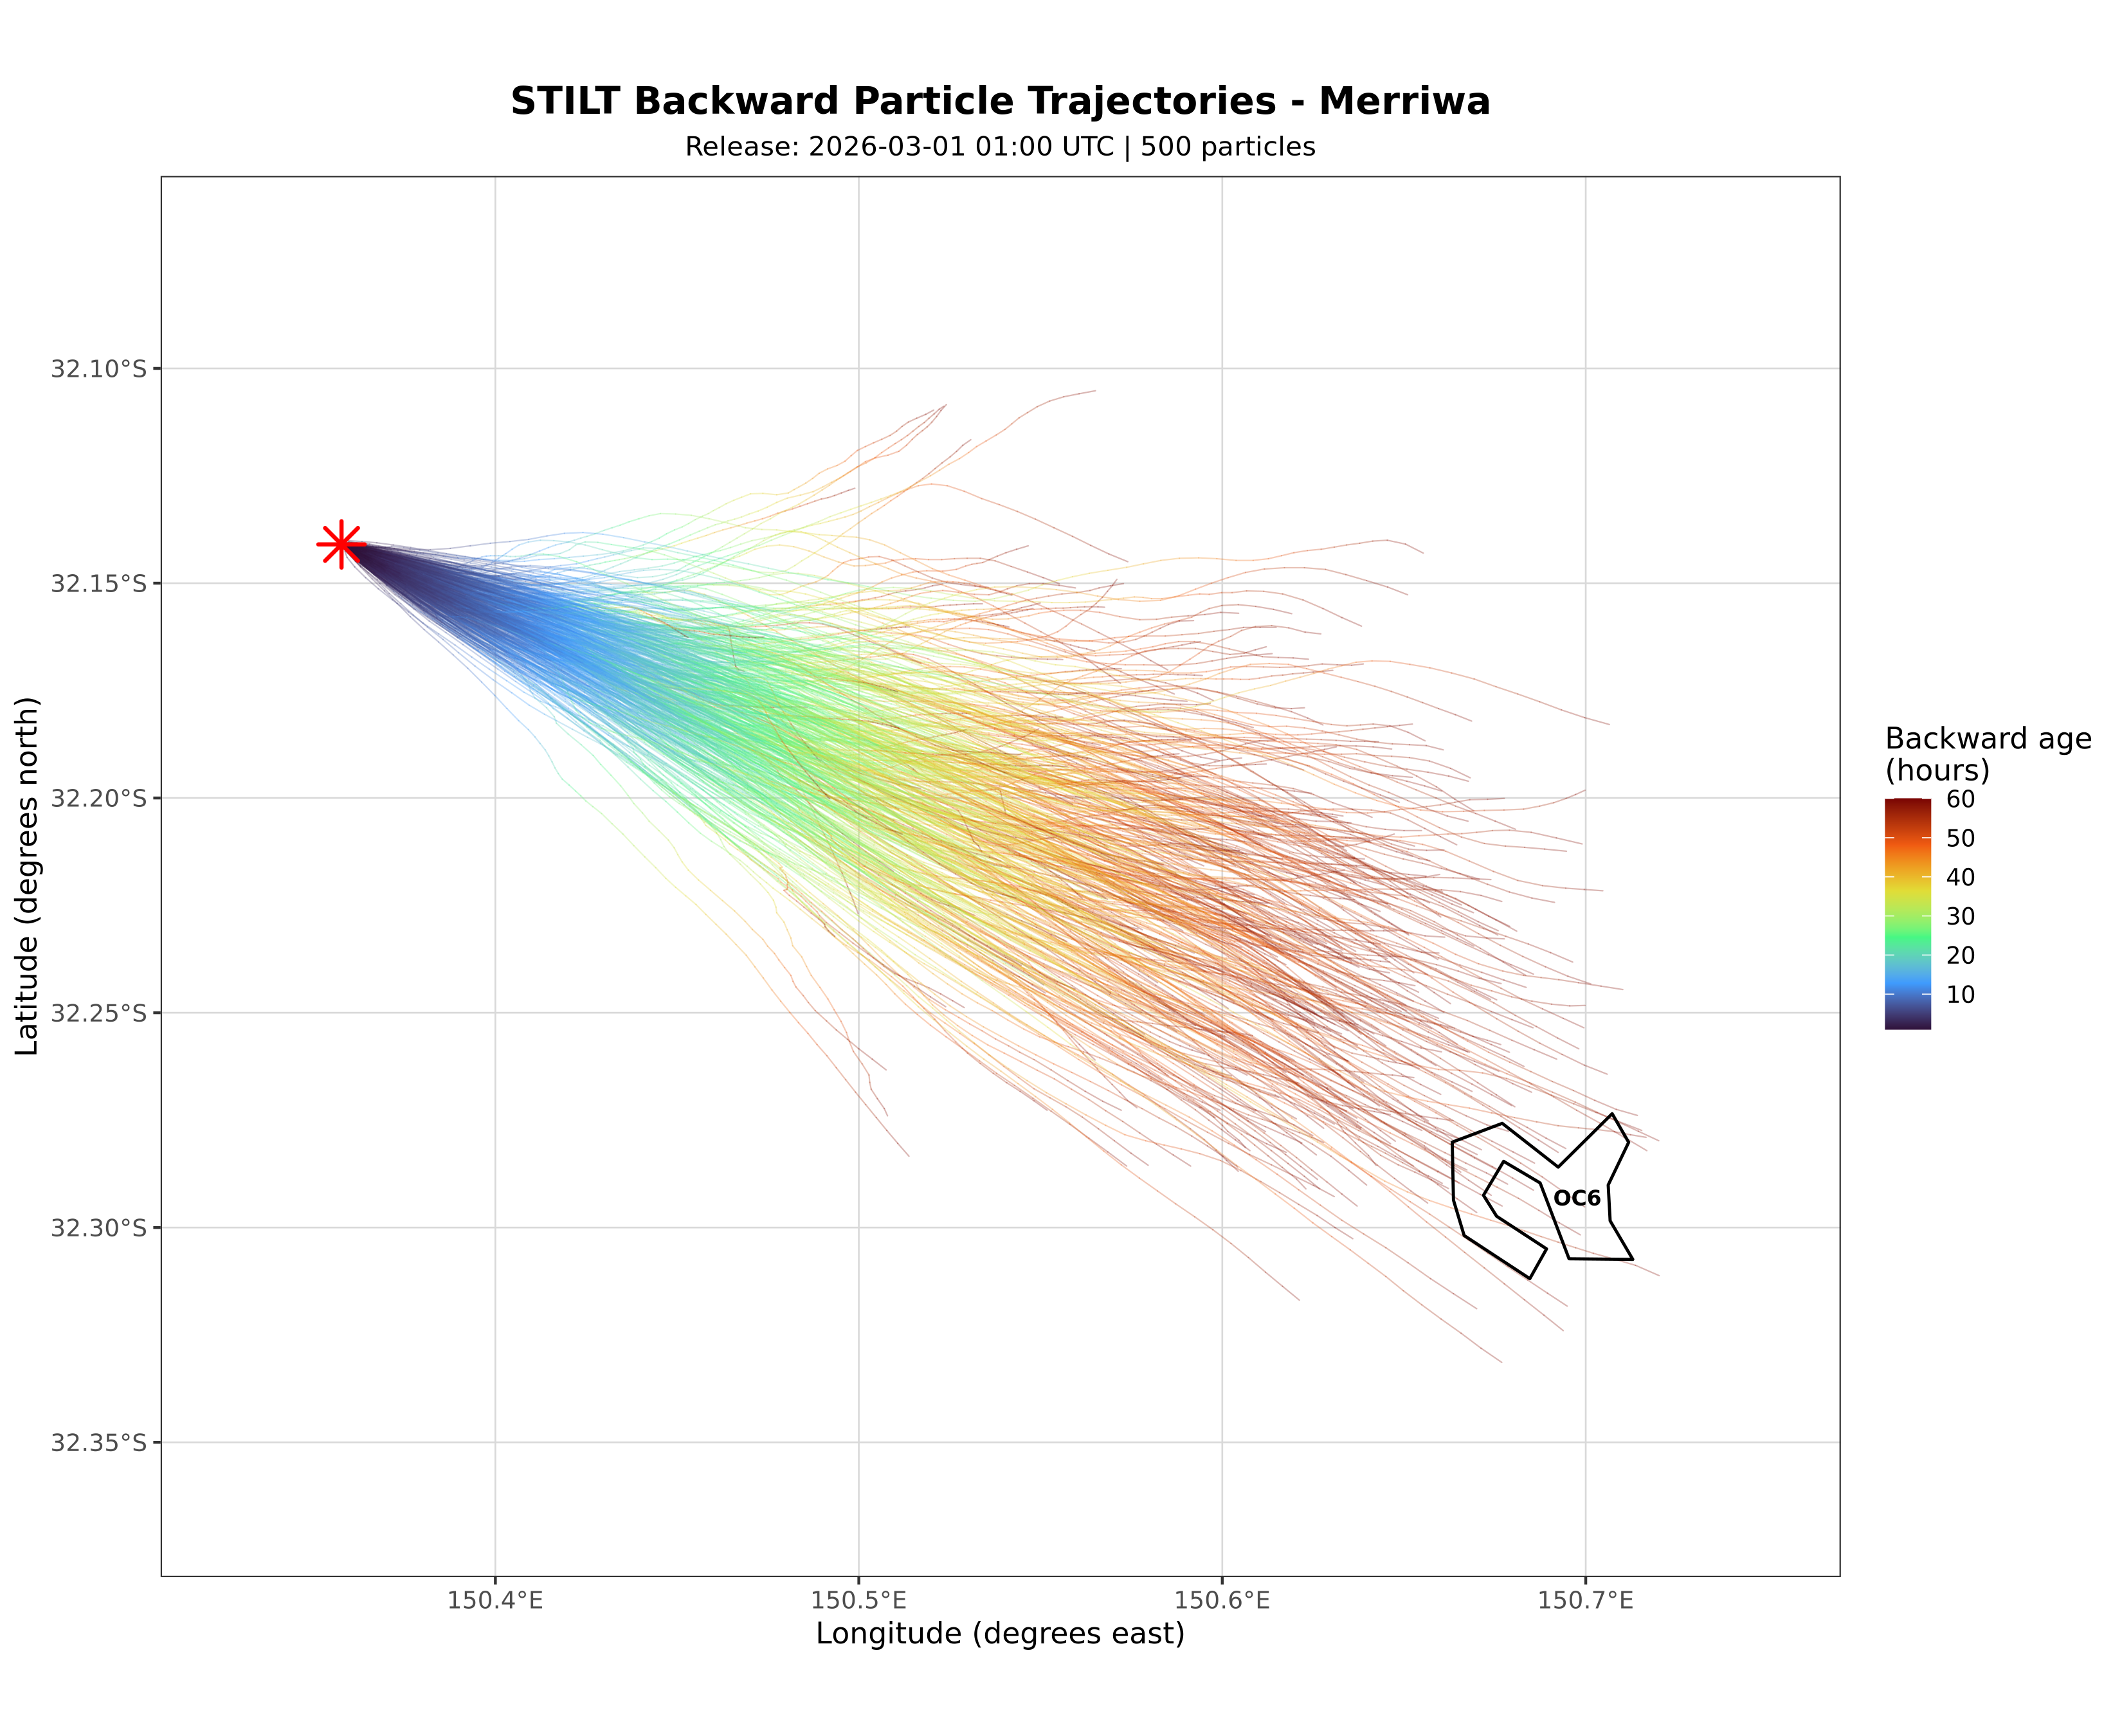 STILT Backward Particle Trajectories - Merriwa
Release: 2026-03-01 01:00 UTC | 500 particles
32.10°S
32.15°S
32.20°S
32.25°S
32.30°S
32.35°S
Latitude (degrees north)
OC6
150.4°E
150.5°E
150.6°E
150.7°E
Longitude (degrees east)
Backward age
(hours)
60
50
40
30
20
10